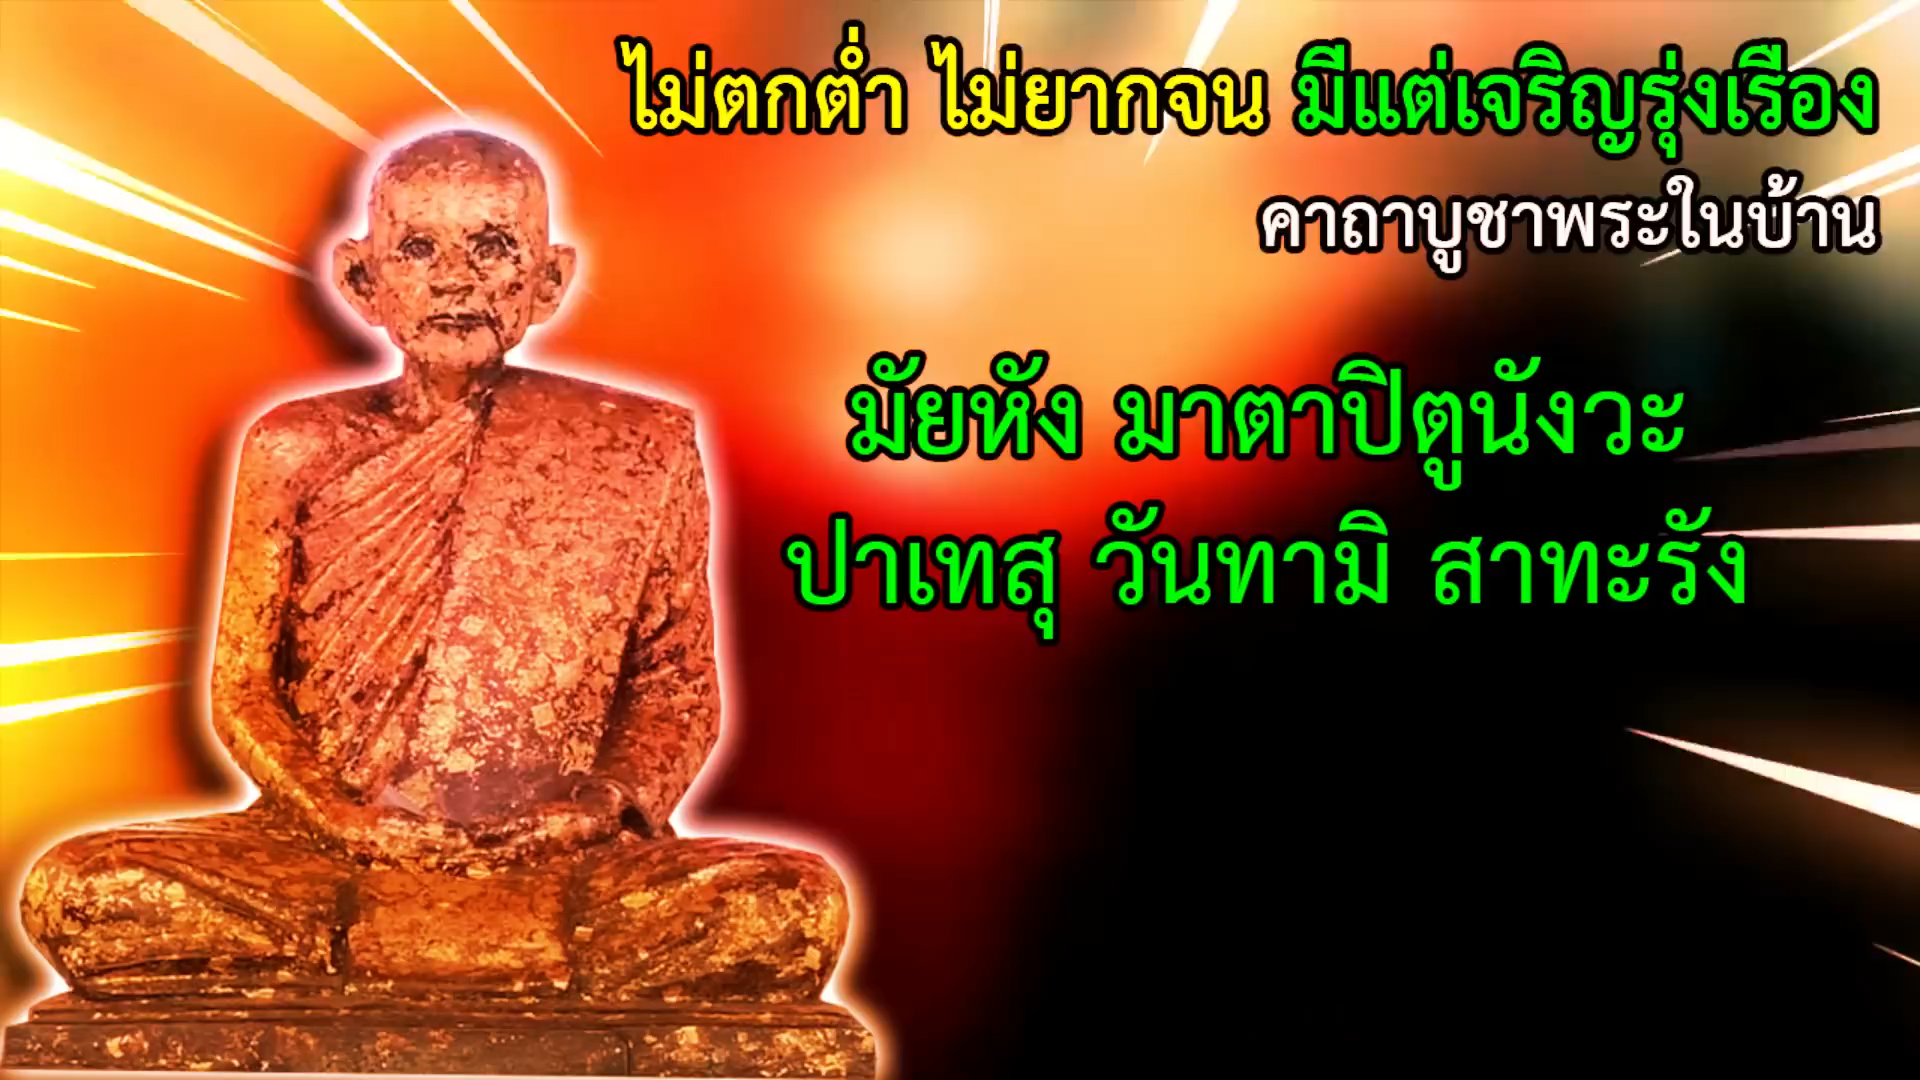 ไม่ตกต่ำ ไม่ยากจน มีแต่เจริญรุ่งเรือง
คาถาบูชาพระในบ้าน
มัยหัง มาตาปิตูนังวะ
ปาเทสุ วันทามิ สาทะรัง